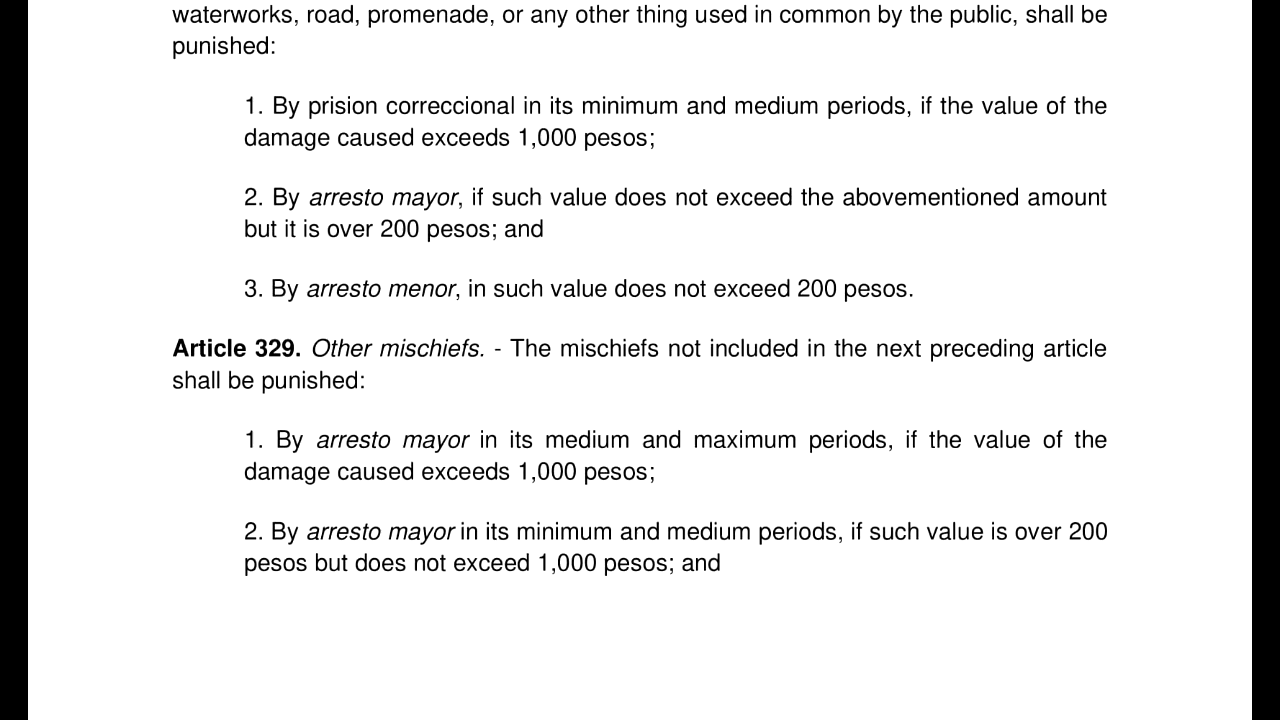 waterworks, road, promenade, or any other thing used in common by the public, shall be
punished:
1. By prision correccional in its minimum and medium periods, if the value of the
damage caused exceeds 1,000 pesos;
2. By arresto mayor, if such value does not exceed the abovementioned amount
but it is over 200 pesos; and
3. By arresto menor, in such value does not exceed 200 pesos.
Article 329. Other mischiefs. - The mischiefs not included in the next preceding article
shall be punished:
1. By arresto mayor in its medium and maximum periods, if the value of the
damage caused exceeds 1,000 pesos;
2. By arresto mayor in its minimum and medium periods, if such value is over 200
pesos but does not exceed 1,000 pesos; and